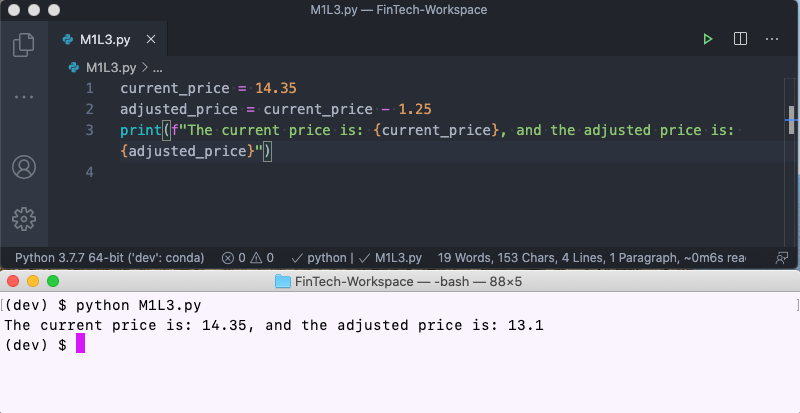 M1L3.py — FinTech-Workspace
M1L3.py
M1L3.py > ...
1 current_price = 14.35
2 adjusted_price = current_price - 1.25
3 print(f"The current price is: {current_price}, and the adjusted price is:
{adjusted_price}")
4
Python 3.7.7 64-bit ('dev': conda) 0 0 python | M1L3.py 19 Words, 153 Chars, 4 Lines, 1 Paragraph, ~0m6s rea
FinTech-Workspace — -bash — 88×5
(dev) $ python M1L3.py
The current price is: 14.35, and the adjusted price is: 13.1
(dev) $